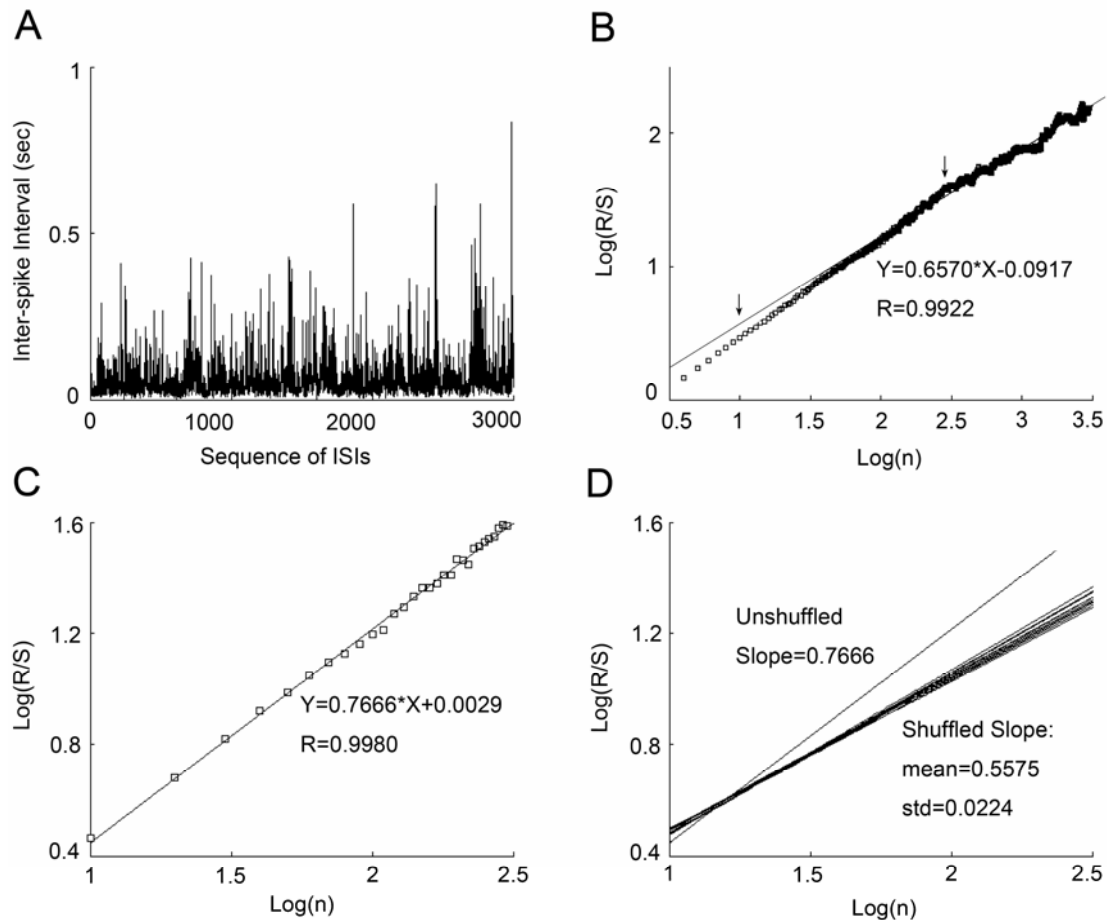 A
Inter-spike Interval (sec)
1
0.5
0
0 1000 2000 3000
Sequence of ISIs
B
Log(R/S)
2
1
0
Y=0.6570*X-0.0917
R=0.9922
0.5 1 1.5 2 2.5 3 3.5
Log(n)
C
Log(R/S)
1.6
1.2
0.8
0.4
Y=0.7666*X+0.0029
R=0.9980
1 1.5 2 2.5
Log(n)
D
Log(R/S)
1.6
1.2
0.8
0.4
Unshuffled
Slope=0.7666
Shuffled Slope:
mean=0.5575
std=0.0224
1 1.5 2 2.5
Log(n)